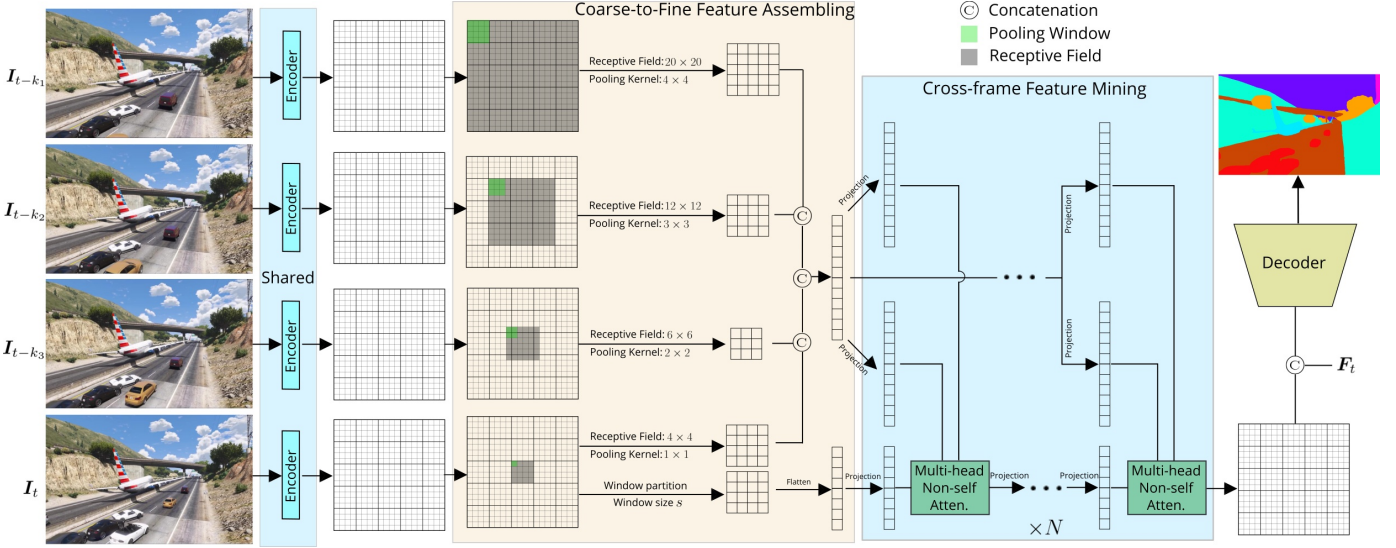 Coarse-to-Fine Feature Assembling
C Concatenation
Pooling Window
Receptive Field
I_{t-k_1}
Encoder
Receptive Field: 20 × 20
Pooling Kernel: 4 × 4
Cross-frame Feature Mining
I_{t-k_2}
Encoder
Receptive Field: 12 × 12
Pooling Kernel: 3 × 3
C
Projection
Projection
Shared
C
Decoder
I_{t-k_3}
Encoder
Receptive Field: 6 × 6
Pooling Kernel: 2 × 2
C
Projection
Projection
C
F_t
I_t
Encoder
Receptive Field: 4 × 4
Pooling Kernel: 1 × 1
Window partition
Window size s
Flatten
Projection
Multi-head
Non-self
Atten.
Projection
Projection
Multi-head
Non-self
Atten.
×N